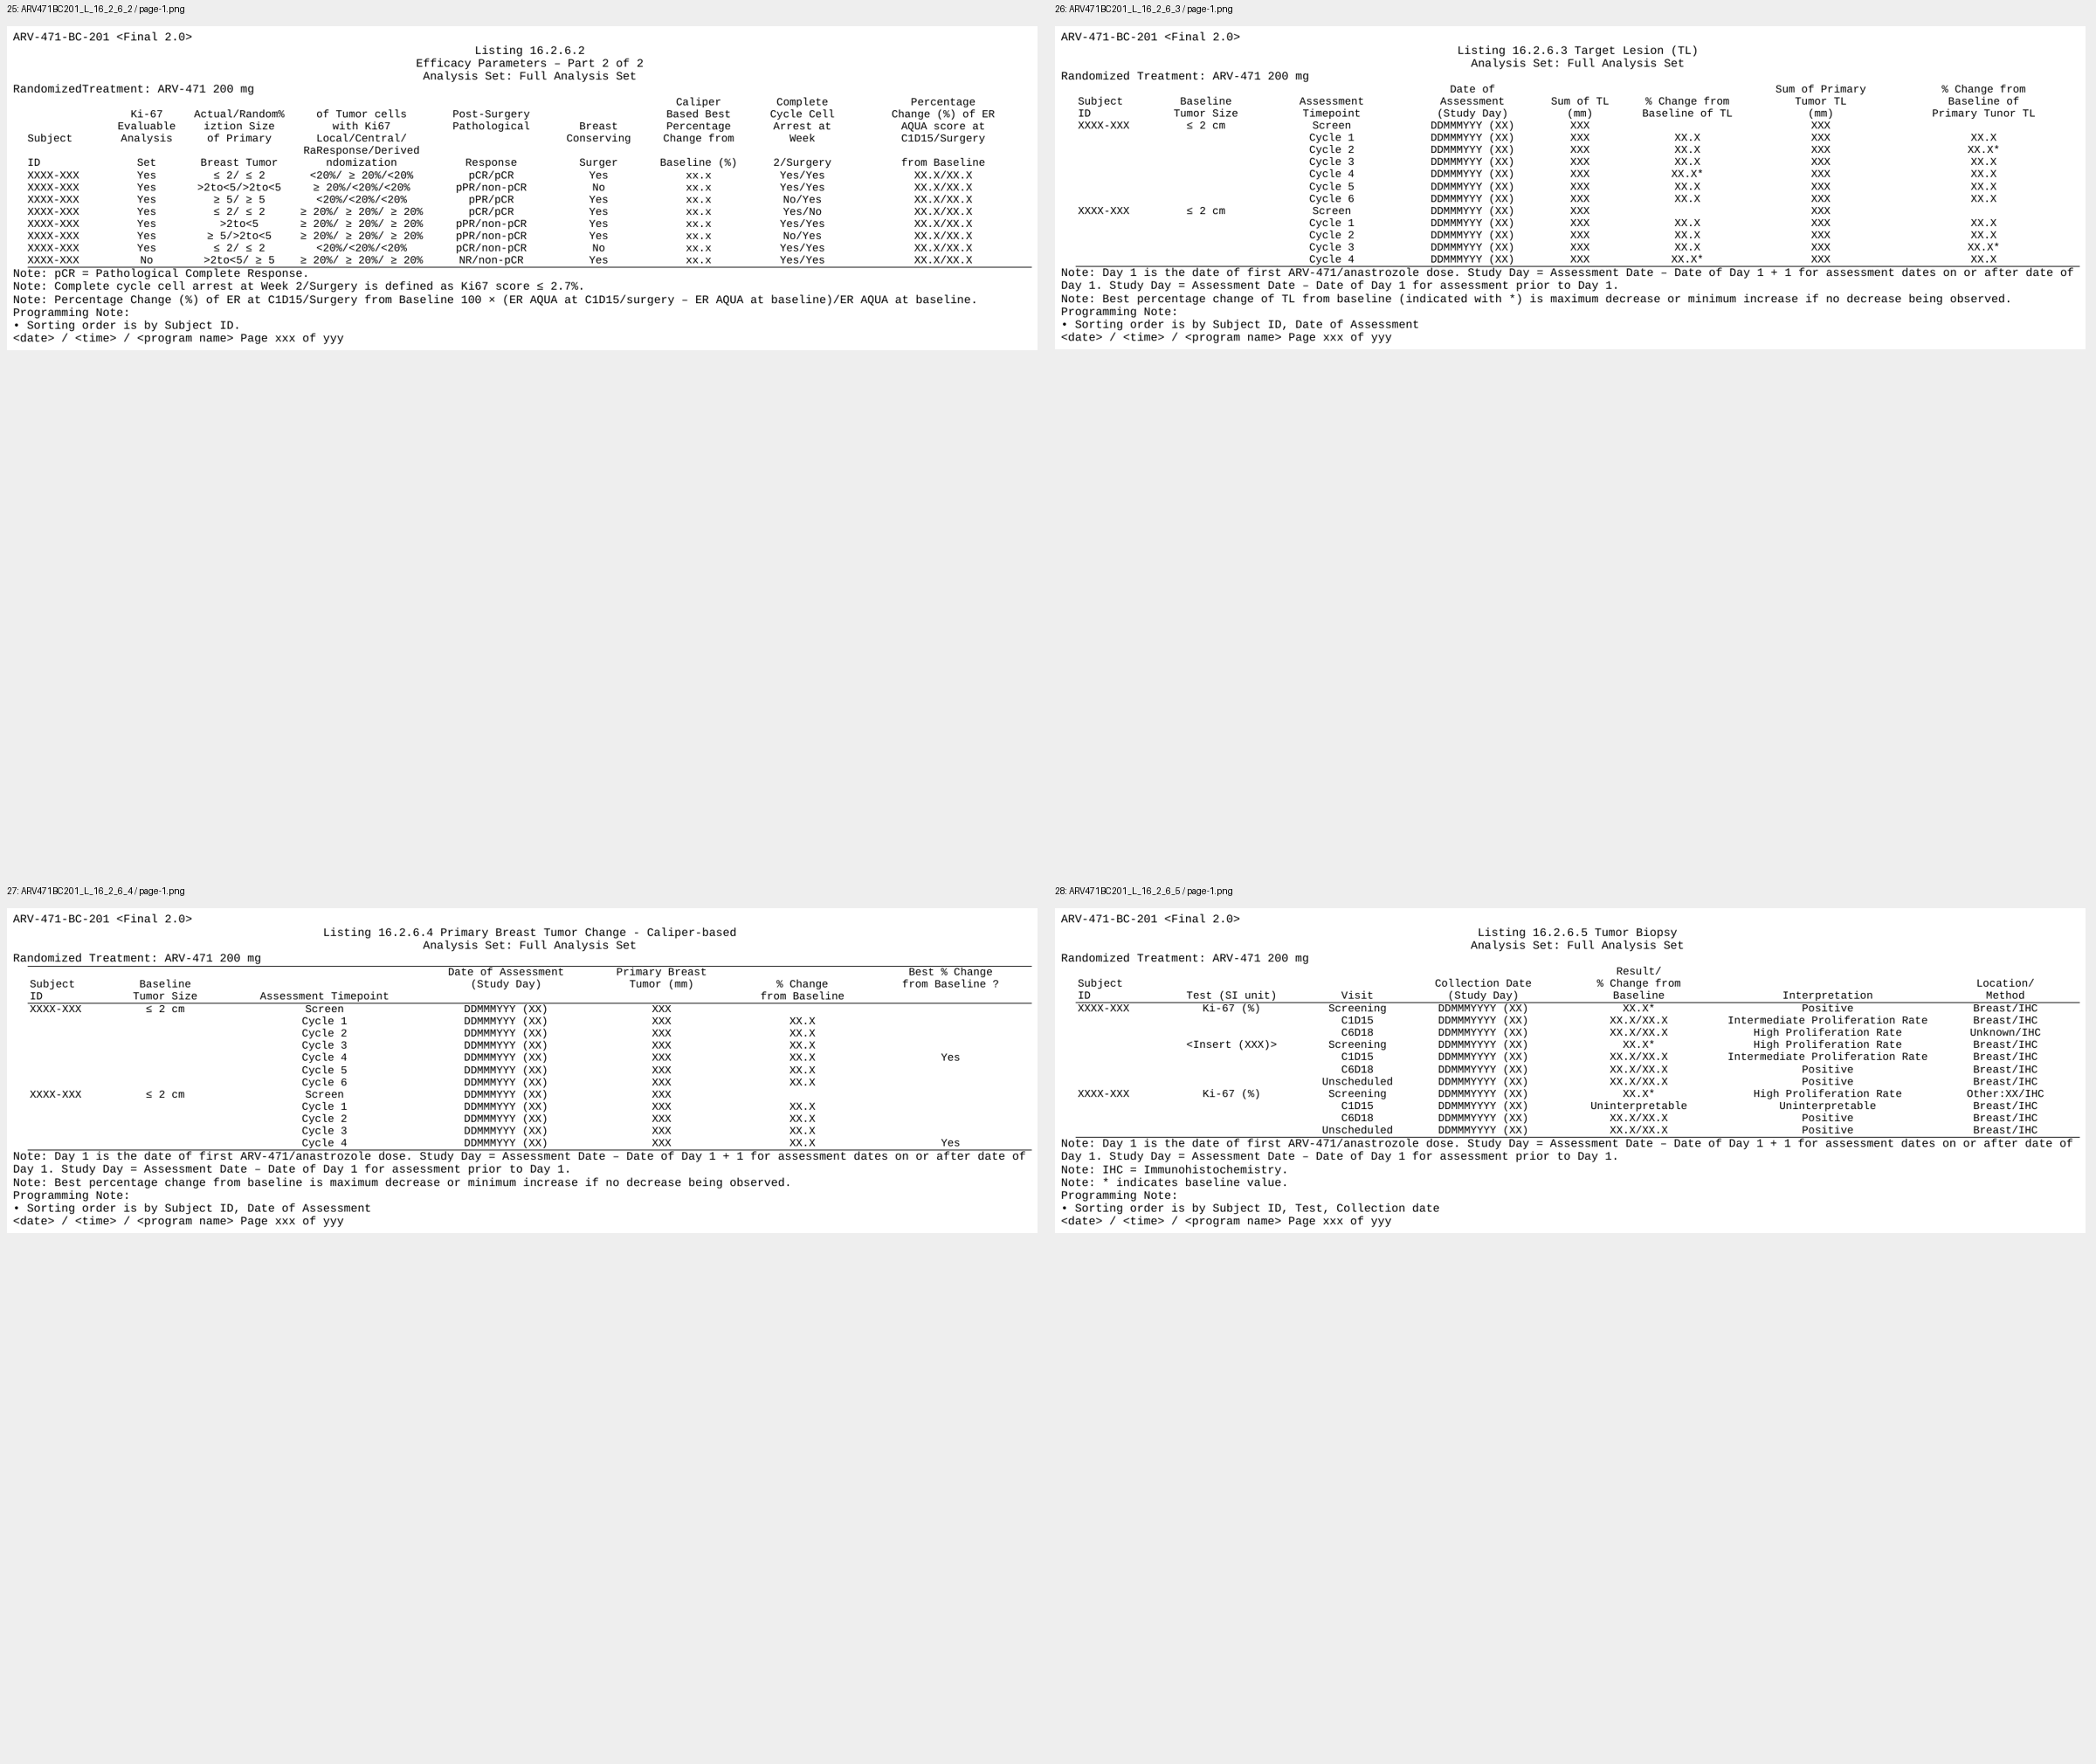 25: ARV471BC201_L_16_2_6_2 / page-1.png
ARV-471-BC-201 <Final 2.0>
Listing 16.2.6.2
Efficacy Parameters – Part 2 of 2
Analysis Set: Full Analysis Set
RandomizedTreatment: ARV-471 200 mg
Caliper Complete Percentage
Ki-67 Actual/Random% of Tumor cells Post-Surgery Based Best Cycle Cell Change (%) of ER
Evaluable iztion Size with Ki67 Pathological Breast Percentage Arrest at AQUA score at
Subject Analysis of Primary Local/Central/ Conserving Change from Week C1D15/Surgery
RaResponse/Derived
ID Set Breast Tumor ndomization Response Surger Baseline (%) 2/Surgery from Baseline
XXXX-XXX Yes ≤ 2/ ≤ 2 <20%/ ≥ 20%/<20% pCR/pCR Yes xx.x Yes/Yes XX.X/XX.X
XXXX-XXX Yes >2to<5/>2to<5 ≥ 20%/<20%/<20% pPR/non-pCR No xx.x Yes/Yes XX.X/XX.X
XXXX-XXX Yes ≥ 5/ ≥ 5 <20%/<20%/<20% pPR/pCR Yes xx.x No/Yes XX.X/XX.X
XXXX-XXX Yes ≤ 2/ ≤ 2 ≥ 20%/ ≥ 20%/ ≥ 20% pCR/pCR Yes xx.x Yes/No XX.X/XX.X
XXXX-XXX Yes >2to<5 ≥ 20%/ ≥ 20%/ ≥ 20% pPR/non-pCR Yes xx.x Yes/Yes XX.X/XX.X
XXXX-XXX Yes ≥ 5/>2to<5 ≥ 20%/ ≥ 20%/ ≥ 20% pPR/non-pCR Yes xx.x No/Yes XX.X/XX.X
XXXX-XXX Yes ≤ 2/ ≤ 2 <20%/<20%/<20% pCR/non-pCR No xx.x Yes/Yes XX.X/XX.X
XXXX-XXX No >2to<5/ ≥ 5 ≥ 20%/ ≥ 20%/ ≥ 20% NR/non-pCR Yes xx.x Yes/Yes XX.X/XX.X
Note: pCR = Pathological Complete Response.
Note: Complete cycle cell arrest at Week 2/Surgery is defined as Ki67 score ≤ 2.7%.
Note: Percentage Change (%) of ER at C1D15/Surgery from Baseline 100 × (ER AQUA at C1D15/surgery – ER AQUA at baseline)/ER AQUA at baseline.
Programming Note:
• Sorting order is by Subject ID.
<date> / <time> / <program name> Page xxx of yyy
26: ARV471BC201_L_16_2_6_3 / page-1.png
ARV-471-BC-201 <Final 2.0>
Listing 16.2.6.3 Target Lesion (TL)
Analysis Set: Full Analysis Set
Randomized Treatment: ARV-471 200 mg
Date of Sum of Primary % Change from
Subject Baseline Assessment Assessment Sum of TL % Change from Tumor TL Baseline of
ID Tumor Size Timepoint (Study Day) (mm) Baseline of TL (mm) Primary Tunor TL
XXXX-XXX ≤ 2 cm Screen DDMMMYYY (XX) XXX XXX
Cycle 1 DDMMMYYY (XX) XXX XX.X XXX XX.X
Cycle 2 DDMMMYYY (XX) XXX XX.X XXX XX.X*
Cycle 3 DDMMMYYY (XX) XXX XX.X XXX XX.X
Cycle 4 DDMMMYYY (XX) XXX XX.X* XXX XX.X
Cycle 5 DDMMMYYY (XX) XXX XX.X XXX XX.X
Cycle 6 DDMMMYYY (XX) XXX XX.X XXX XX.X
XXXX-XXX ≤ 2 cm Screen DDMMMYYY (XX) XXX XXX
Cycle 1 DDMMMYYY (XX) XXX XX.X XXX XX.X
Cycle 2 DDMMMYYY (XX) XXX XX.X XXX XX.X
Cycle 3 DDMMMYYY (XX) XXX XX.X XXX XX.X*
Cycle 4 DDMMMYYY (XX) XXX XX.X* XXX XX.X
Note: Day 1 is the date of first ARV-471/anastrozole dose. Study Day = Assessment Date – Date of Day 1 + 1 for assessment dates on or after date of
Day 1. Study Day = Assessment Date – Date of Day 1 for assessment prior to Day 1.
Note: Best percentage change of TL from baseline (indicated with *) is maximum decrease or minimum increase if no decrease being observed.
Programming Note:
• Sorting order is by Subject ID, Date of Assessment
<date> / <time> / <program name> Page xxx of yyy
27: ARV471BC201_L_16_2_6_4 / page-1.png
ARV-471-BC-201 <Final 2.0>
Listing 16.2.6.4 Primary Breast Tumor Change - Caliper-based
Analysis Set: Full Analysis Set
Randomized Treatment: ARV-471 200 mg
Date of Assessment Primary Breast Best % Change
Subject Baseline (Study Day) Tumor (mm) % Change from Baseline ?
ID Tumor Size Assessment Timepoint from Baseline
XXXX-XXX ≤ 2 cm Screen DDMMMYYY (XX) XXX
Cycle 1 DDMMMYYY (XX) XXX XX.X
Cycle 2 DDMMMYYY (XX) XXX XX.X
Cycle 3 DDMMMYYY (XX) XXX XX.X
Cycle 4 DDMMMYYY (XX) XXX XX.X Yes
Cycle 5 DDMMMYYY (XX) XXX XX.X
Cycle 6 DDMMMYYY (XX) XXX XX.X
XXXX-XXX ≤ 2 cm Screen DDMMMYYY (XX) XXX
Cycle 1 DDMMMYYY (XX) XXX XX.X
Cycle 2 DDMMMYYY (XX) XXX XX.X
Cycle 3 DDMMMYYY (XX) XXX XX.X
Cycle 4 DDMMMYYY (XX) XXX XX.X Yes
Note: Day 1 is the date of first ARV-471/anastrozole dose. Study Day = Assessment Date – Date of Day 1 + 1 for assessment dates on or after date of
Day 1. Study Day = Assessment Date – Date of Day 1 for assessment prior to Day 1.
Note: Best percentage change from baseline is maximum decrease or minimum increase if no decrease being observed.
Programming Note:
• Sorting order is by Subject ID, Date of Assessment
<date> / <time> / <program name> Page xxx of yyy
28: ARV471BC201_L_16_2_6_5 / page-1.png
ARV-471-BC-201 <Final 2.0>
Listing 16.2.6.5 Tumor Biopsy
Analysis Set: Full Analysis Set
Randomized Treatment: ARV-471 200 mg
Result/
Subject Collection Date % Change from Location/
ID Test (SI unit) Visit (Study Day) Baseline Interpretation Method
XXXX-XXX Ki-67 (%) Screening DDMMMYYYY (XX) XX.X* Positive Breast/IHC
C1D15 DDMMMYYYY (XX) XX.X/XX.X Intermediate Proliferation Rate Breast/IHC
C6D18 DDMMMYYYY (XX) XX.X/XX.X High Proliferation Rate Unknown/IHC
<Insert (XXX)> Screening DDMMMYYYY (XX) XX.X* High Proliferation Rate Breast/IHC
C1D15 DDMMMYYYY (XX) XX.X/XX.X Intermediate Proliferation Rate Breast/IHC
C6D18 DDMMMYYYY (XX) XX.X/XX.X Positive Breast/IHC
Unscheduled DDMMMYYYY (XX) XX.X/XX.X Positive Breast/IHC
XXXX-XXX Ki-67 (%) Screening DDMMMYYYY (XX) XX.X* High Proliferation Rate Other:XX/IHC
C1D15 DDMMMYYYY (XX) Uninterpretable Uninterpretable Breast/IHC
C6D18 DDMMMYYYY (XX) XX.X/XX.X Positive Breast/IHC
Unscheduled DDMMMYYYY (XX) XX.X/XX.X Positive Breast/IHC
Note: Day 1 is the date of first ARV-471/anastrozole dose. Study Day = Assessment Date – Date of Day 1 + 1 for assessment dates on or after date of
Day 1. Study Day = Assessment Date – Date of Day 1 for assessment prior to Day 1.
Note: IHC = Immunohistochemistry.
Note: * indicates baseline value.
Programming Note:
• Sorting order is by Subject ID, Test, Collection date
<date> / <time> / <program name> Page xxx of yyy